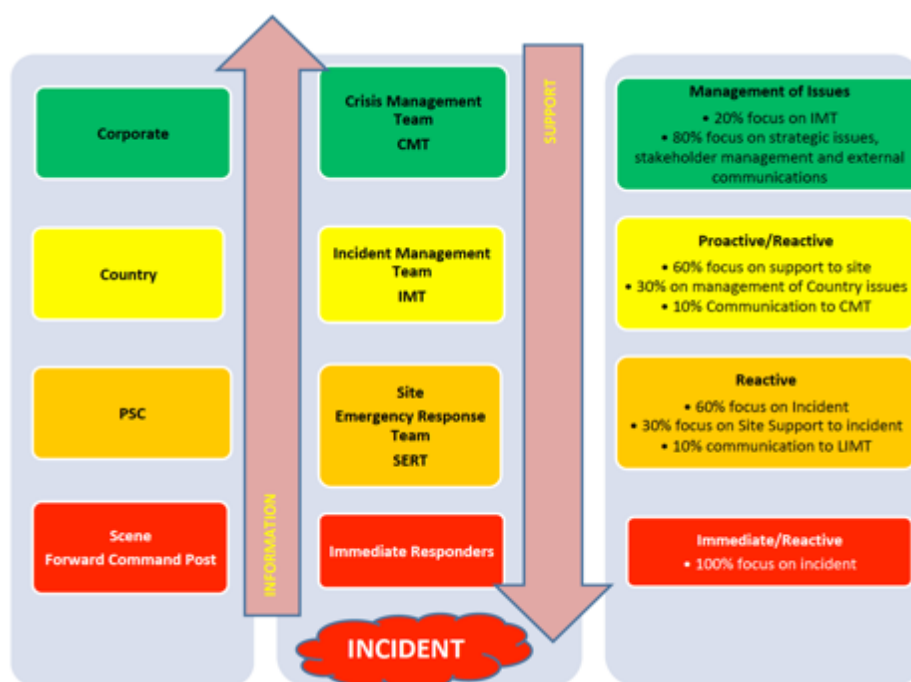 Corporate
Country
PSC
Scene
Forward Command Post
INFORMATION
Crisis Management
Team
CMT
Incident Management
Team
IMT
Site
Emergency Response
Team
SERT
Immediate Responders
INCIDENT
SUPPORT
Management of Issues
• 20% focus on IMT
• 80% focus on strategic issues,
stakeholder management and external
communications
Proactive/Reactive
• 60% focus on support to site
• 30% on management of Country issues
• 10% Communication to CMT
Reactive
• 60% focus on Incident
• 30% focus on Site Support to incident
• 10% communication to LIMT
Immediate/Reactive
• 100% focus on incident